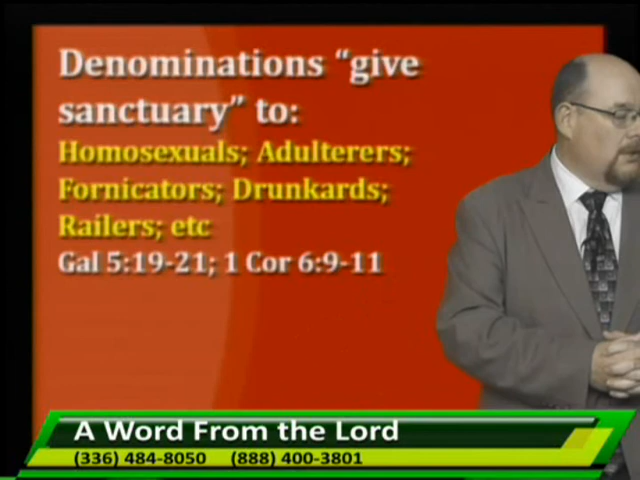 Denominations “give
sanctuary” to:
Homosexuals; Adulterers;
Fornicators; Drunkards;
Railers; etc
Gal 5:19-21; 1 Cor 6:9-11
A Word From the Lord
(336) 484-8050 (888) 400-3801